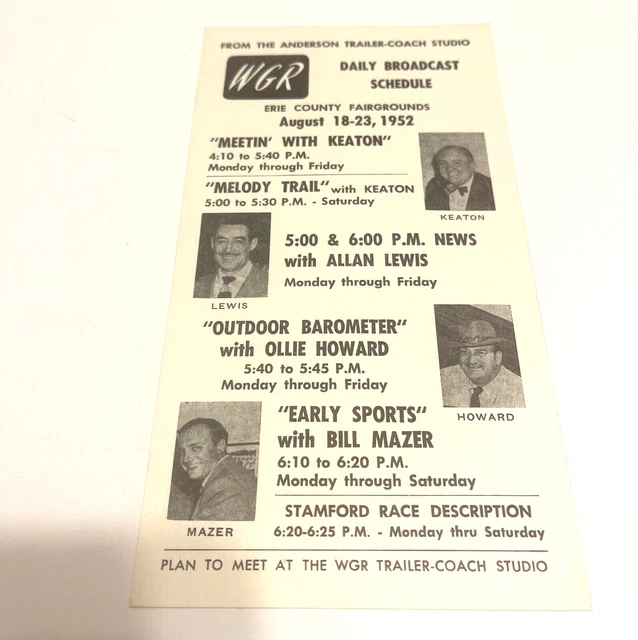 FROM THE ANDERSON TRAILER-COACH STUDIO
WGR
DAILY BROADCAST
SCHEDULE
ERIE COUNTY FAIRGROUNDS
August 18-23, 1952
"MEETIN' WITH KEATON"
4:10 to 5:40 P.M.
Monday through Friday
"MELODY TRAIL" with KEATON
5:00 to 5:30 P.M. - Saturday
KEATON
5:00 & 6:00 P.M. NEWS
with ALLAN LEWIS
Monday through Friday
LEWIS
"OUTDOOR BAROMETER"
with OLLIE HOWARD
5:40 to 5:45 P.M.
Monday through Friday
HOWARD
"EARLY SPORTS"
with BILL MAZER
6:10 to 6:20 P.M.
Monday through Saturday
MAZER
STAMFORD RACE DESCRIPTION
6:20-6:25 P.M. - Monday thru Saturday
PLAN TO MEET AT THE WGR TRAILER-COACH STUDIO